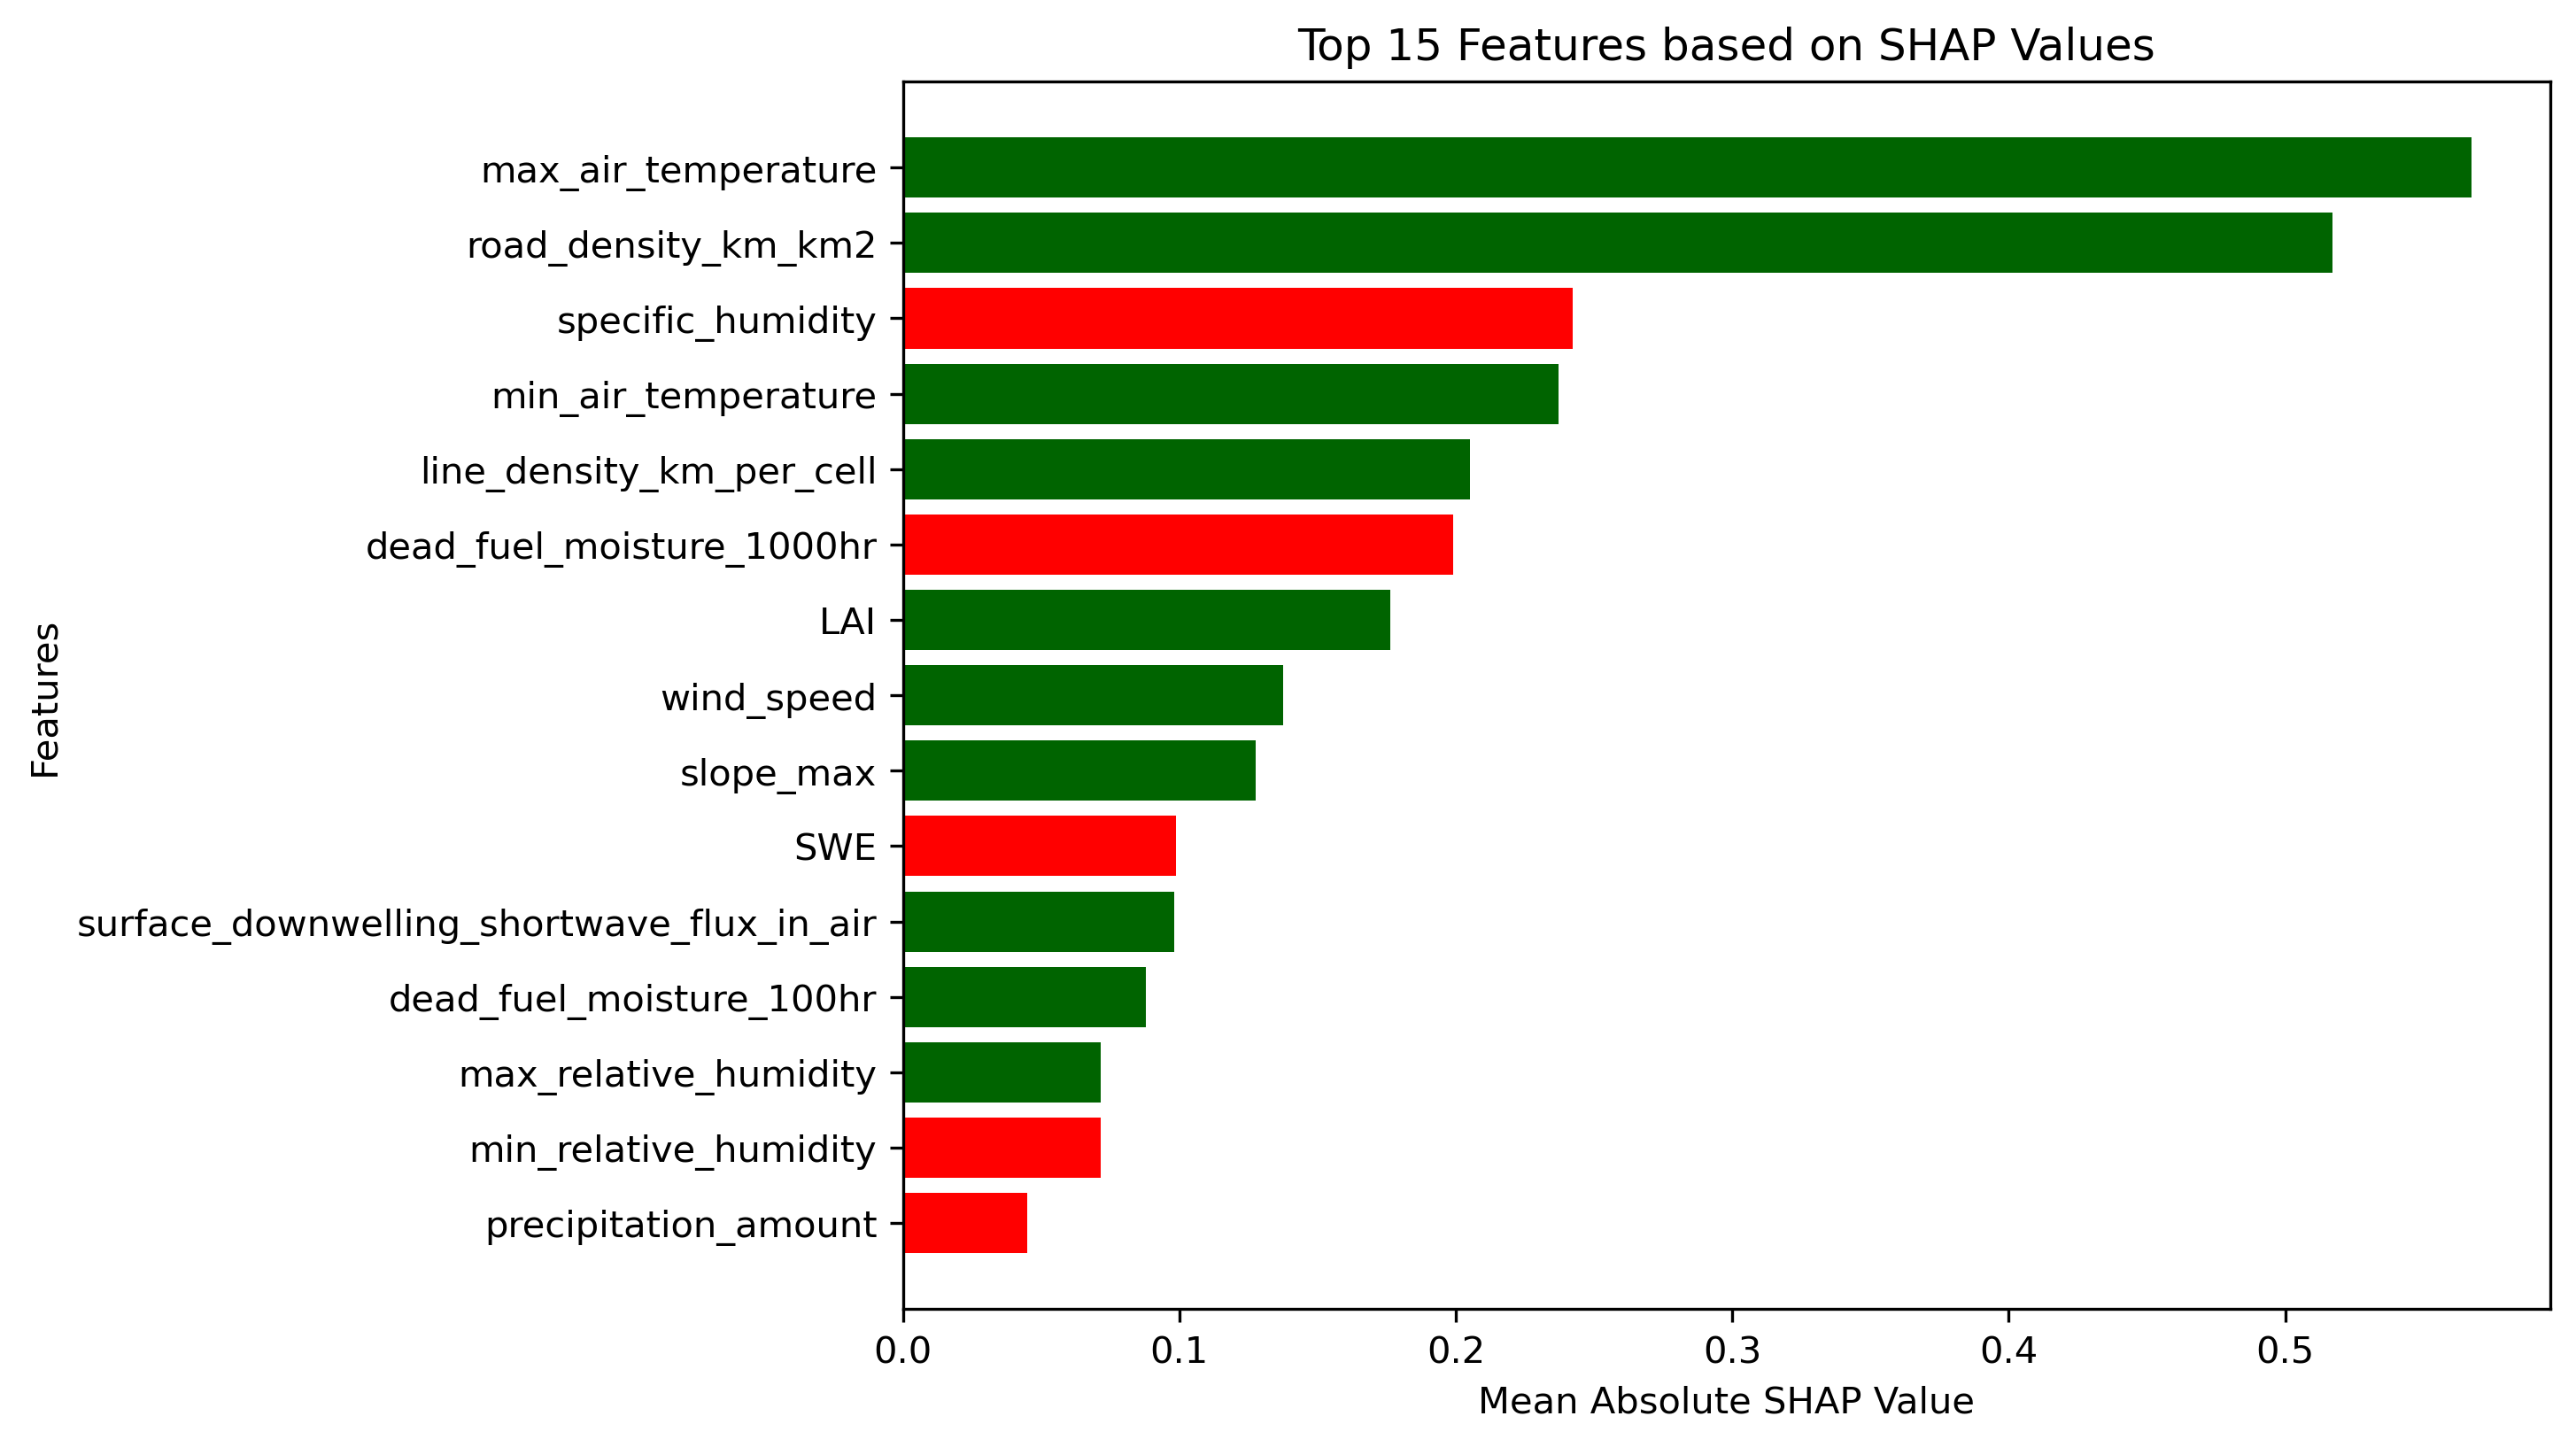 Top 15 Features based on SHAP Values
Features
max_air_temperature
road_density_km_km2
specific_humidity
min_air_temperature
line_density_km_per_cell
dead_fuel_moisture_1000hr
LAI
wind_speed
slope_max
SWE
surface_downwelling_shortwave_flux_in_air
dead_fuel_moisture_100hr
max_relative_humidity
min_relative_humidity
precipitation_amount
0.0 0.1 0.2 0.3 0.4 0.5
Mean Absolute SHAP Value